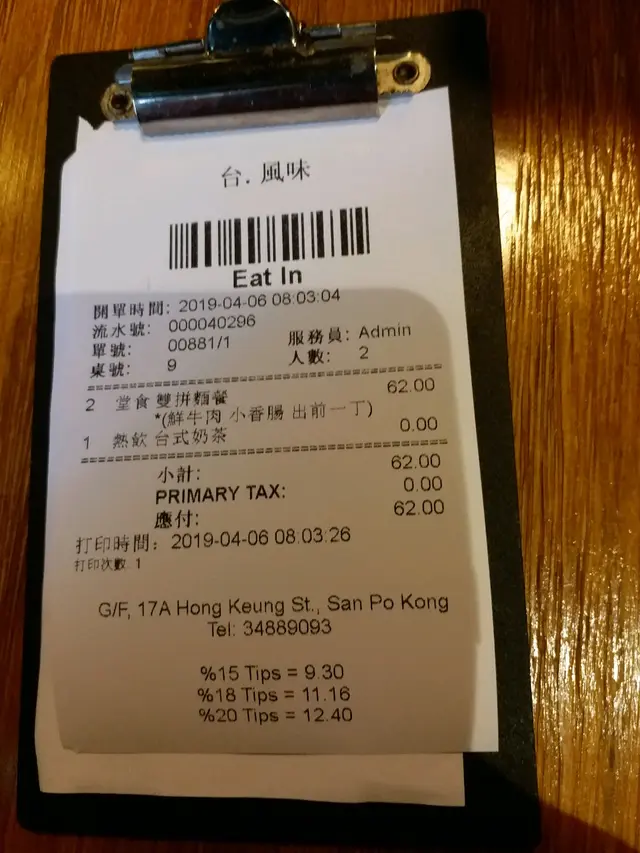 台.風味
Eat In
開單時間: 2019-04-06 08:03:04
流水號: 000040296
單號: 00881/1 服務員: Admin
桌號: 9 人數: 2
2 堂食 雙拼麵餐 62.00
*(鮮牛肉 小香腸 出前一丁)
1 熱飲 台式奶茶 0.00
小計: 62.00
PRIMARY TAX: 0.00
應付: 62.00
打印時間: 2019-04-06 08:03:26
打印次數: 1
G/F, 17A Hong Keung St., San Po Kong
Tel: 34889093
%15 Tips = 9.30
%18 Tips = 11.16
%20 Tips = 12.40